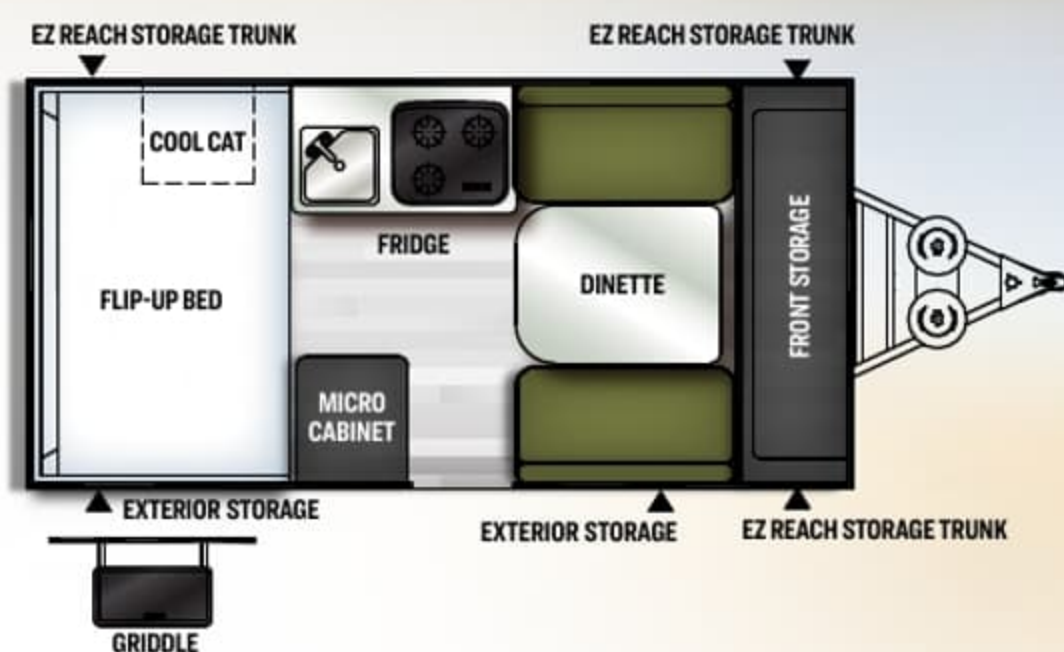 EZ REACH STORAGE TRUNK
EZ REACH STORAGE TRUNK
COOL CAT
FLIP-UP BED
FRIDGE
DINETTE
FRONT STORAGE
MICRO
CABINET
EXTERIOR STORAGE
EXTERIOR STORAGE
EZ REACH STORAGE TRUNK
GRIDDLE